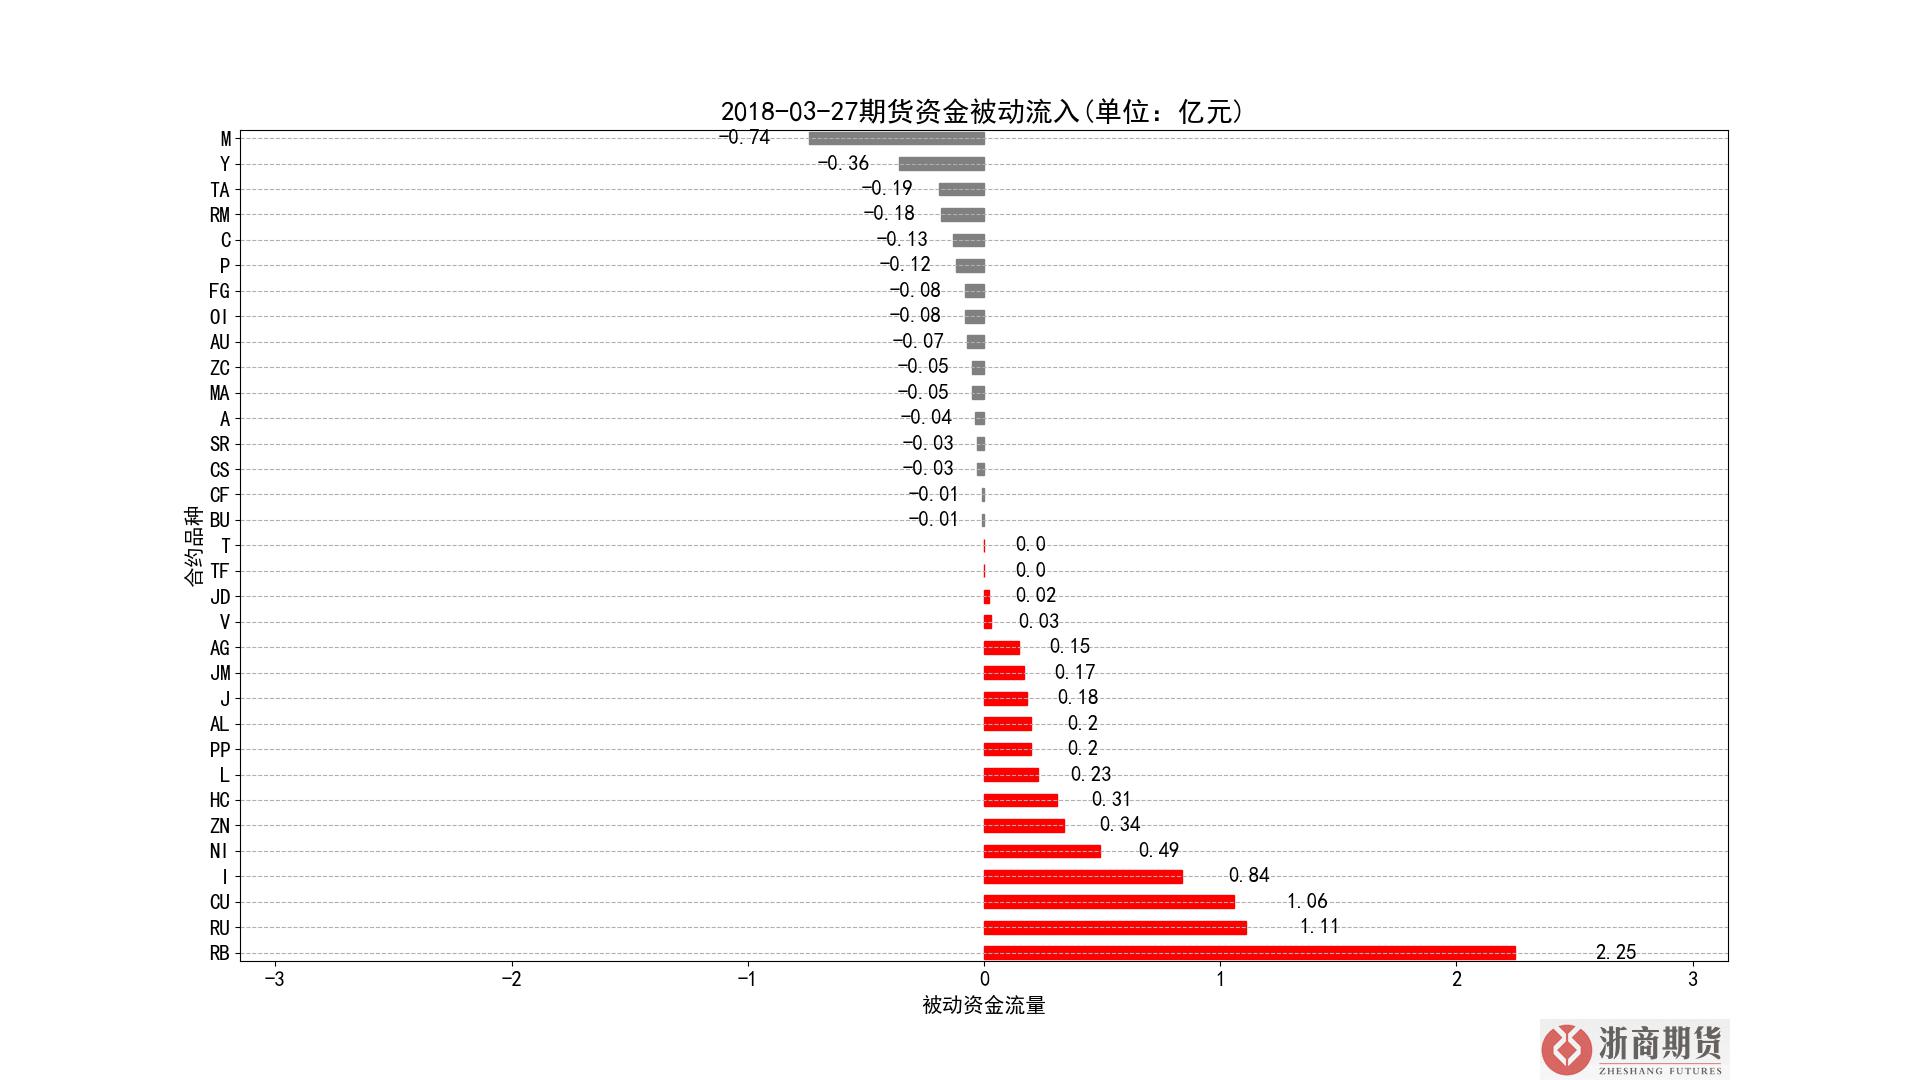 2018-03-27期货资金被动流入(单位：亿元)
M -0.74
Y -0.36
TA -0.19
RM -0.18
C -0.13
P -0.12
FG -0.08
OI -0.08
AU -0.07
ZC -0.05
MA -0.05
A -0.04
SR -0.03
CS -0.03
CF -0.01
BU -0.01
T 0.0
TF 0.0
JD 0.02
V 0.03
AG 0.15
JM 0.17
J 0.18
AL 0.2
PP 0.2
L 0.23
HC 0.31
ZN 0.34
NI 0.49
I 0.84
CU 1.06
RU 1.11
RB 2.25
合约品种
-3 -2 -1 0 1 2 3
被动资金流量
浙商期货
ZHESHANG FUTURES